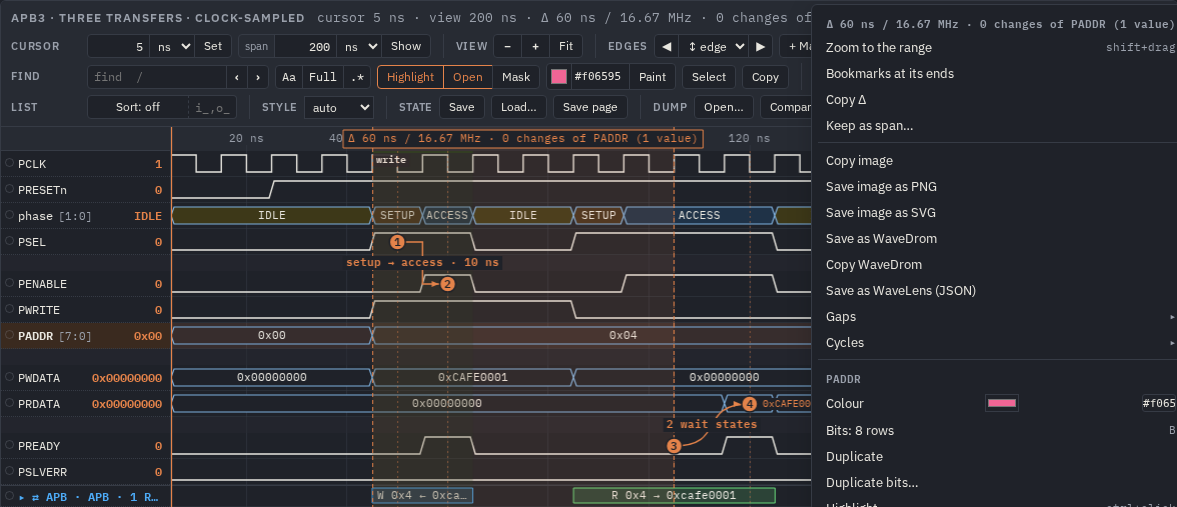 APB3 · THREE TRANSFERS · CLOCK-SAMPLED cursor 5 ns · view 200 ns · Δ 60 ns / 16.67 MHz · 0 changes of
CURSOR 5 ns Set span 200 ns Show VIEW − + Fit EDGES ◀ ↕ edge ▶
FIND find / ‹ › Aa Full .* Highlight Open Mask #f06595 Paint Select Copy
LIST Sort: off i_,o_ STYLE auto STATE Save Load… Save page DUMP Open…
20 ns 40 Δ 60 ns / 16.67 MHz · 0 changes of PADDR (1 value) 120 ns
PCLK 1 write
PRESETn 0
phase [1:0] IDLE IDLE SETUP ACCESS IDLE SETUP ACCESS
PSEL 0 1
setup → access · 10 ns
PENABLE 0 2
PWRITE 0
PADDR [7:0] 0x00 0x00 0x04
PWDATA 0x00000000 0x00000000 0xCAFE0001 0x00000000
PRDATA 0x00000000 0x00000000 4 0xCAFE00
2 wait states
PREADY 0 3
PSLVERR 0
▸ ⇄ APB · APB · 1 R… W 0x4 ← 0xca… R 0x4 → 0xcafe0001
Δ 60 ns / 16.67 MHz · 0 changes of PADDR (1 value)
Zoom to the range shift+drag
Bookmarks at its ends
Copy Δ
Keep as span…
Copy image
Save image as PNG
Save image as SVG
Save as WaveDrom
Copy WaveDrom
Save as WaveLens (JSON)
Gaps ▸
Cycles ▸
PADDR
Colour #f065
Bits: 8 rows B
Duplicate
Duplicate bits…